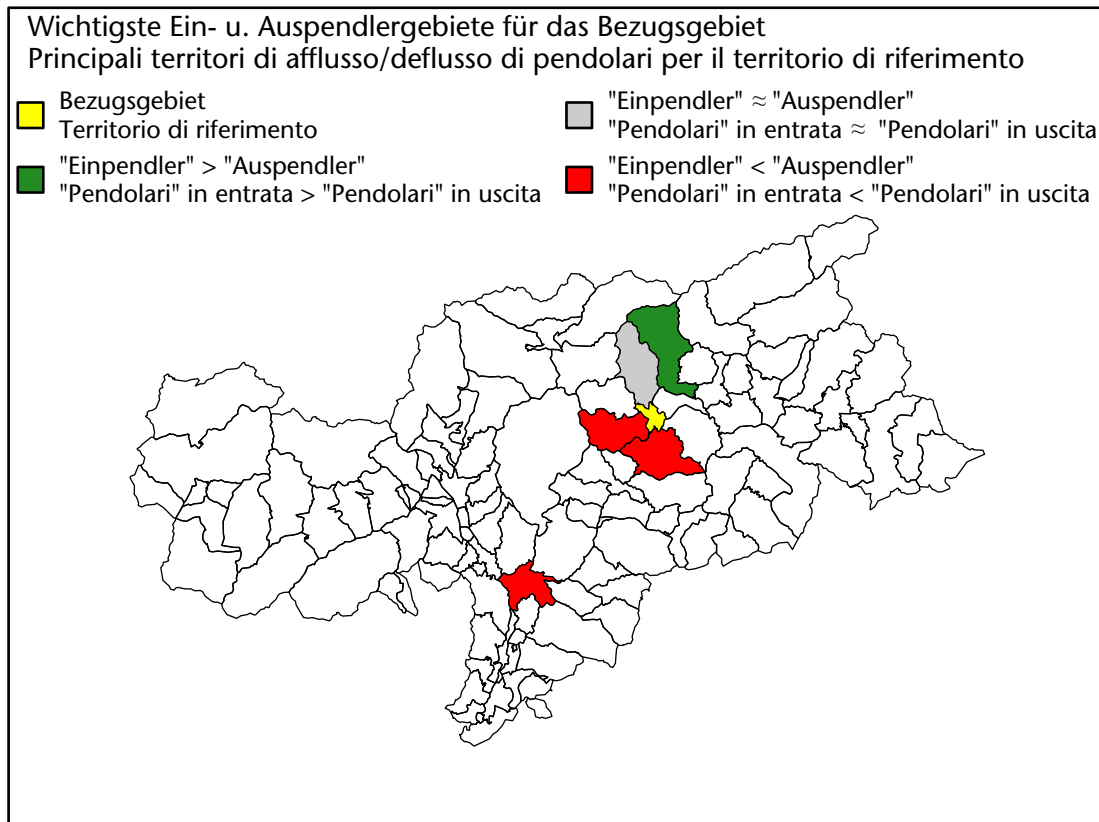 Wichtigste Ein- u. Auspendlergebiete für das Bezugsgebiet
Principali territori di afflusso/deflusso di pendolari per il territorio di riferimento
Bezugsgebiet
Territorio di riferimento
"Einpendler" > "Auspendler"
"Pendolari" in entrata > "Pendolari" in uscita
"Einpendler" ≈ "Auspendler"
"Pendolari" in entrata ≈ "Pendolari" in uscita
"Einpendler" < "Auspendler"
"Pendolari" in entrata < "Pendolari" in uscita